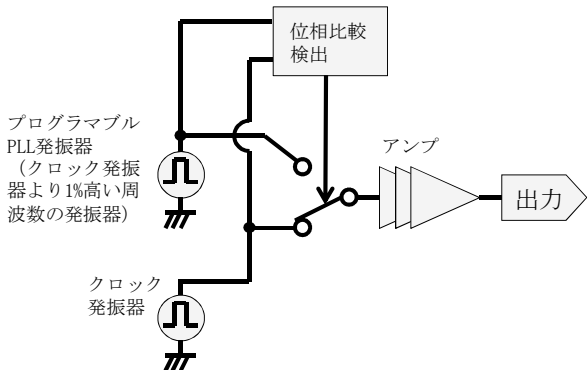 位相比較
検出
プログラマブル
PLL発振器
（クロック発振
器より1%高い周
波数の発振器）
アンプ
出力
クロック
発振器